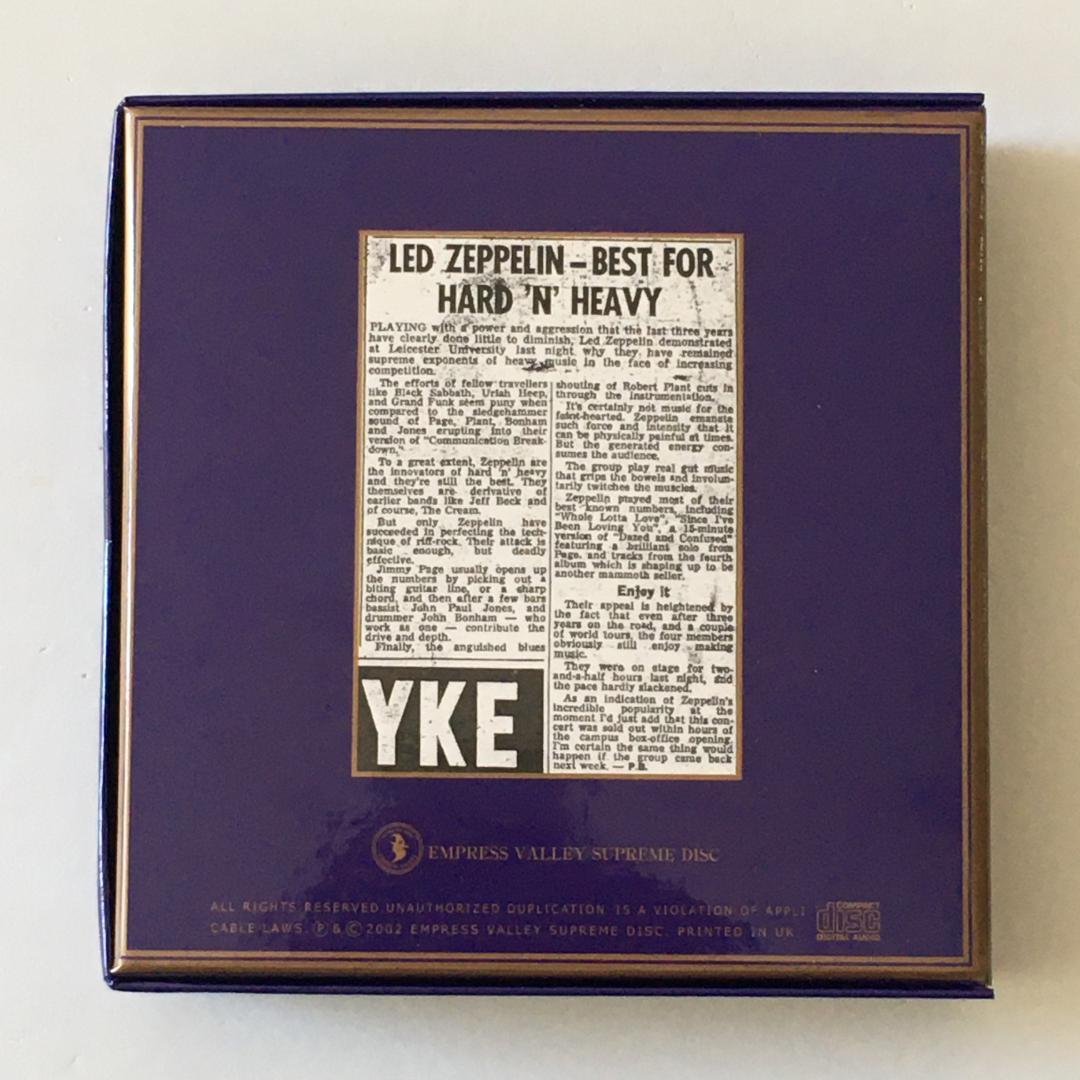 LED ZEPPELIN – BEST FOR
HARD 'N' HEAVY
PLAYING with a power and aggression that the last three years
have clearly done little to diminish, Led Zeppelin demonstrated
at Leicester University last night why they have remained
supreme exponents of heavy music in the face of increasing
competition.
The efforts of fellow travellers
like Black Sabbath, Uriah Heep,
and Grand Funk seem puny when
compared to the sledgehammer
sound of Page, Plant, Bonham
and Jones erupting into their
version of "Communication Break-
down,"
To a great extent, Zeppelin are
the innovators of hard 'n' heavy
and they're still the best. They
themselves are derivative of
earlier bands like Jeff Beck and
of course, The Cream.
But only Zeppelin have
succeeded in perfecting the tech-
nique of riff-rock. Their attack is
basic enough, but deadly
effective.
Jimmy Page usually opens up
the numbers by picking out a
biting guitar line, or a sharp
chord, and then after a few bars
bassist John Paul Jones, and
drummer John Bonham — who
work as one — contribute the
drive and depth.
Finally, the anguished blues
shouting of Robert Plant cuts in
through the instrumentation.
It's certainly not music for the
faint-hearted. Zeppelin emanate
such force and intensity that it
can be physically painful at times.
But the generated energy con-
sumes the audience.
The group play real gut music
that grips the bowels and involun-
tarily twitches the muscles.
Zeppelin played most of their
best known numbers, including
"Whole Lotta Love", "Since I've
Been Loving You", a 15-minute
version of "Dazed and Confused"
featuring a brilliant solo from
Page, and tracks from the fourth
album which is shaping up to be
another mammoth seller.
Enjoy it
Their appeal is heightened by
the fact that even after three
years on the road, and a couple
of world tours, the four members
obviously still enjoy making
music.
They were on stage for two-
and-a-half hours last night, and
the pace hardly slackened.
As an indication of Zeppelin's
incredible popularity at the
moment I'd just add that this con-
cert was sold out within hours of
the campus box-office opening.
I'm certain the same thing would
happen if the group came back
next week. — P.B.
YKE
EMPRESS VALLEY SUPREME DISC
ALL RIGHTS RESERVED.UNAUTHORIZED DUPLICATION IS A VIOLATION OF APPLI
CABLE LAWS. Ⓟ & © 2002 EMPRESS VALLEY SUPREME DISC. PRINTED IN UK
COMPACT
disc
DIGITAL AUDIO